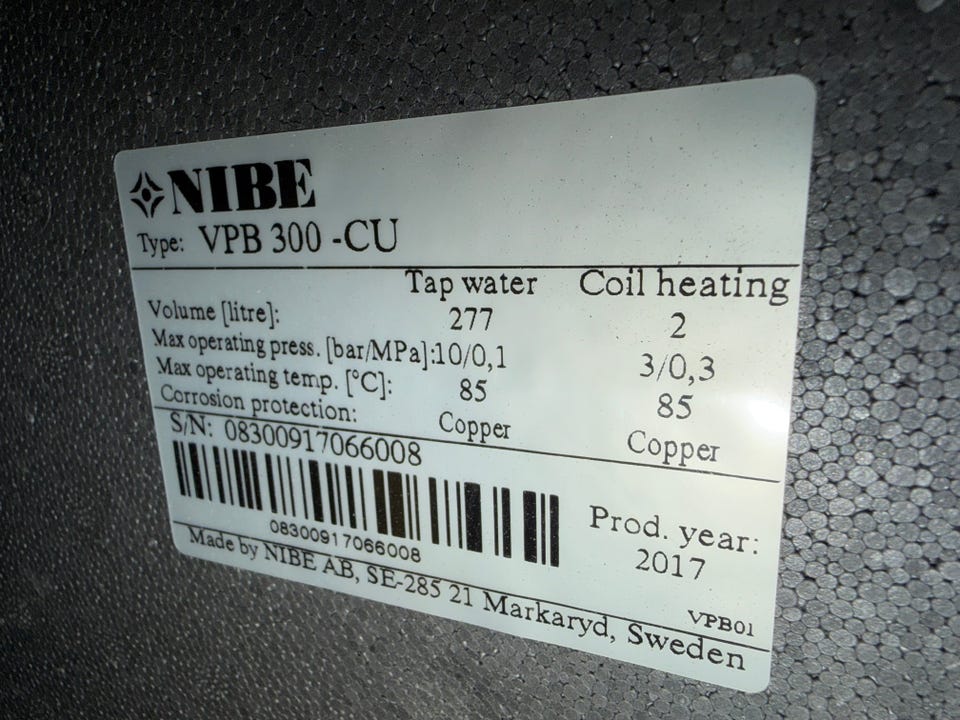 NIBE
Type: VPB 300 -CU
Tap water Coil heating
Volume [litre]: 277 2
Max operating press. [bar/MPa]:10/0,1 3/0,3
Max operating temp. [°C]: 85 85
Corrosion protection: Copper Copper
S/N: 08300917066008
08300917066008
Prod. year:
2017
VPB01
Made by NIBE AB, SE-285 21 Markaryd, Sweden